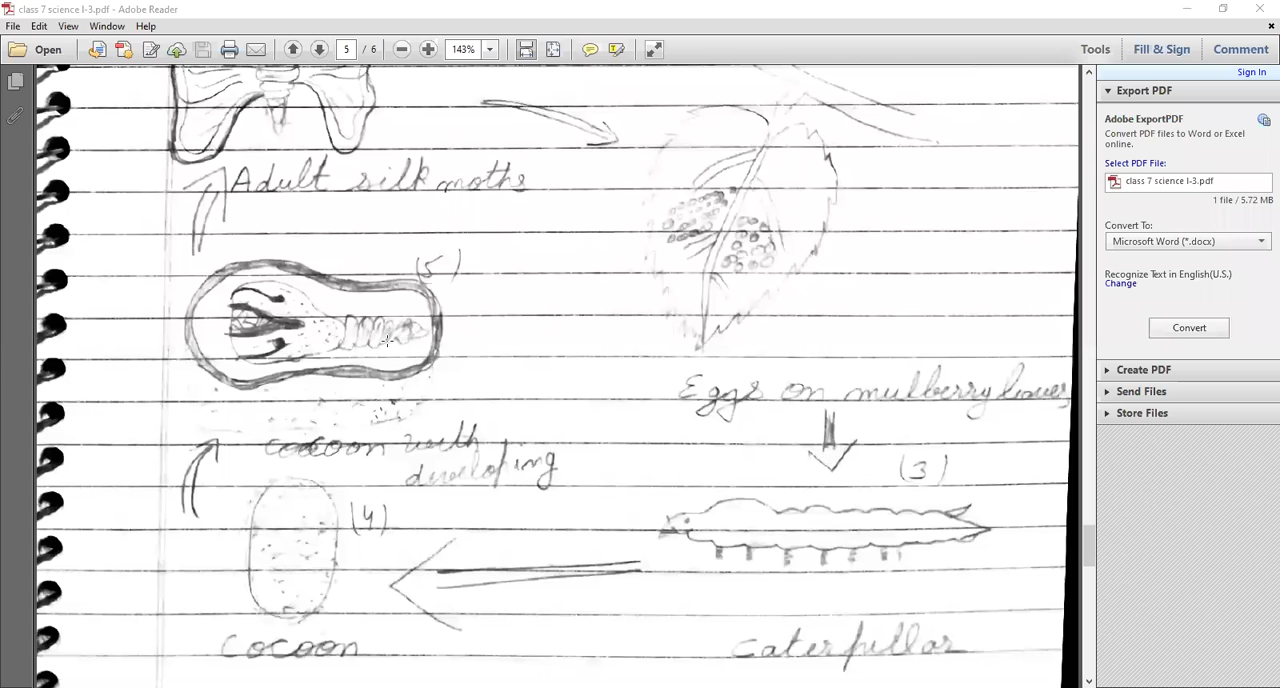 class 7 science I-3.pdf - Adobe Reader
File Edit View Window Help
Open 5 / 6 143% Tools Fill & Sign Comment
Sign In
Export PDF
Adobe ExportPDF
Convert PDF files to Word or Excel
online.
Select PDF File:
class 7 science I-3.pdf
1 file / 5.72 MB
Convert To:
Microsoft Word (*.docx)
Recognize Text in English(U.S.)
Change
Convert
Create PDF
Send Files
Store Files
Adult silk moths
(5)
Eggs on mulberry leaves
cocoon with
developing
(3)
(4)
cocoon
caterpillar